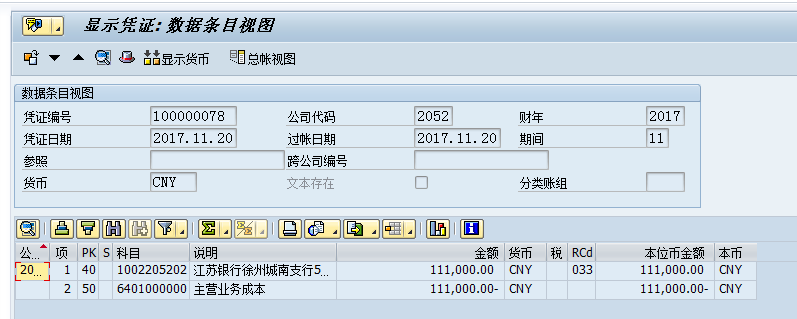 显示凭证: 数据条目视图
显示货币 总帐视图
数据条目视图
凭证编号 100000078 公司代码 2052 财年 2017
凭证日期 2017.11.20 过帐日期 2017.11.20 期间 11
参照 跨公司编号
货币 CNY 文本存在 分类账组
公... 项 PK S 科目 说明 金额 货币 税 RCd 本位币金额 本币
20... 1 40 1002205202 江苏银行徐州城南支行5... 111,000.00 CNY 033 111,000.00 CNY
2 50 6401000000 主营业务成本 111,000.00- CNY 111,000.00- CNY